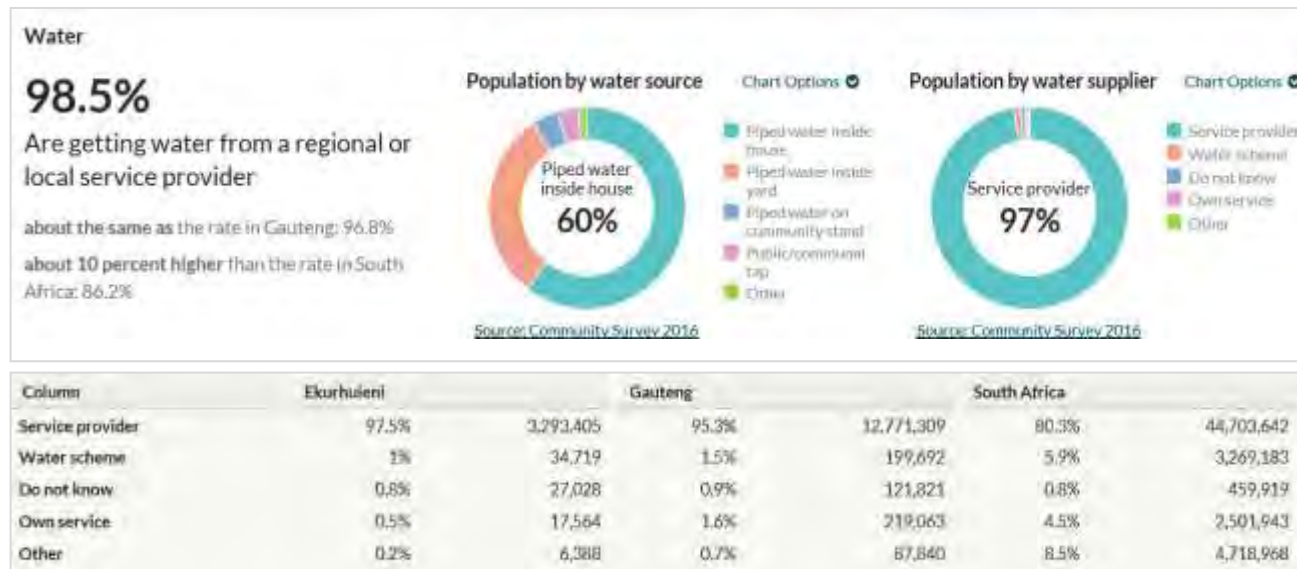 Water
98.5%
Are getting water from a regional or
local service provider
about the same as the rate in Gauteng: 96.8%
about 10 percent higher than the rate in South
Africa: 86.2%
Population by water source
Chart Options
Piped water
inside house
60%
Piped water inside
house
Piped water inside
yard
Piped water on
community stand
Public/communal
tap
Other
Source: Community Survey 2016
Population by water supplier
Chart Options
Service provider
97%
Service provider
Water scheme
Do not know
Own service
Other
Source: Community Survey 2016
Column Ekurhuleni Gauteng South Africa
Service provider 97.5% 3,293,405 95.3% 12,771,309 80.3% 44,703,642
Water scheme 1% 34,719 1.5% 199,692 5.9% 3,269,183
Do not know 0.8% 27,028 0.9% 121,821 0.8% 459,919
Own service 0.5% 17,564 1.6% 219,063 4.5% 2,501,943
Other 0.2% 6,388 0.7% 87,840 8.5% 4,718,968